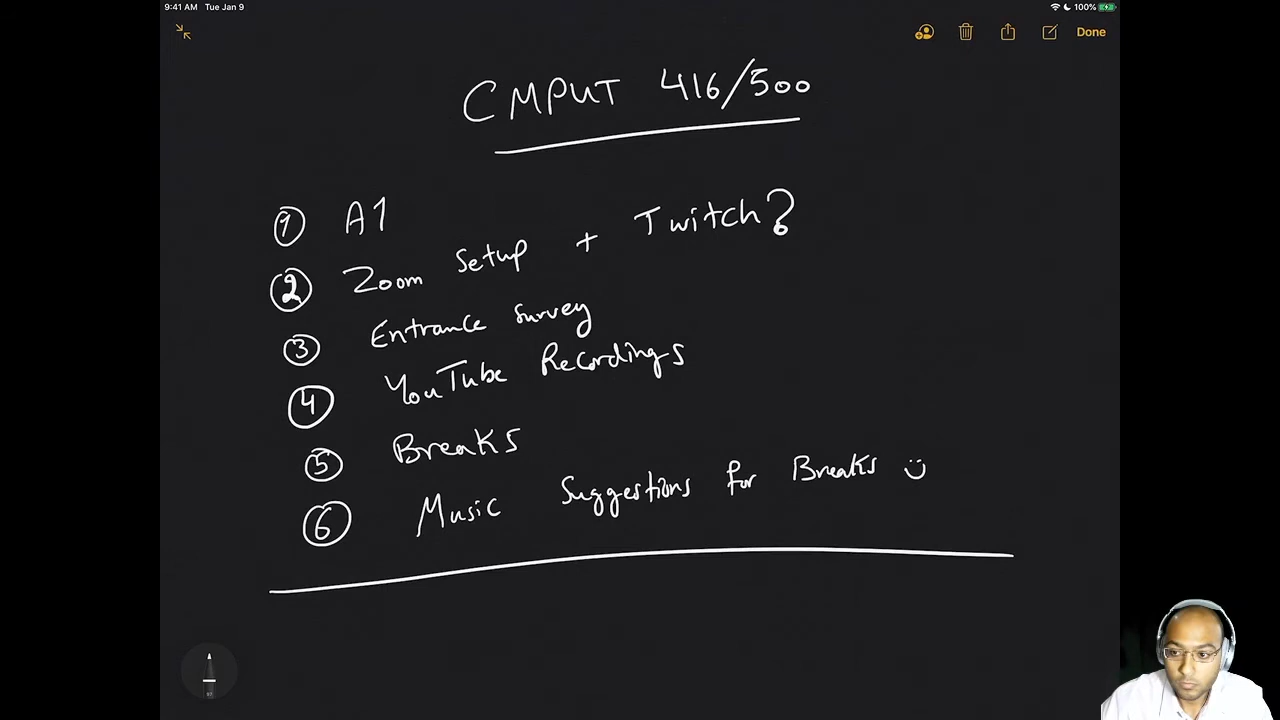 9:41 AM Tue Jan 9
100%
Done
CMPUT 416/500
1 A1
2 Zoom Setup + Twitch?
3 Entrance Survey
4 YouTube Recordings
5 Breaks
6 Music Suggestions for Breaks ☺